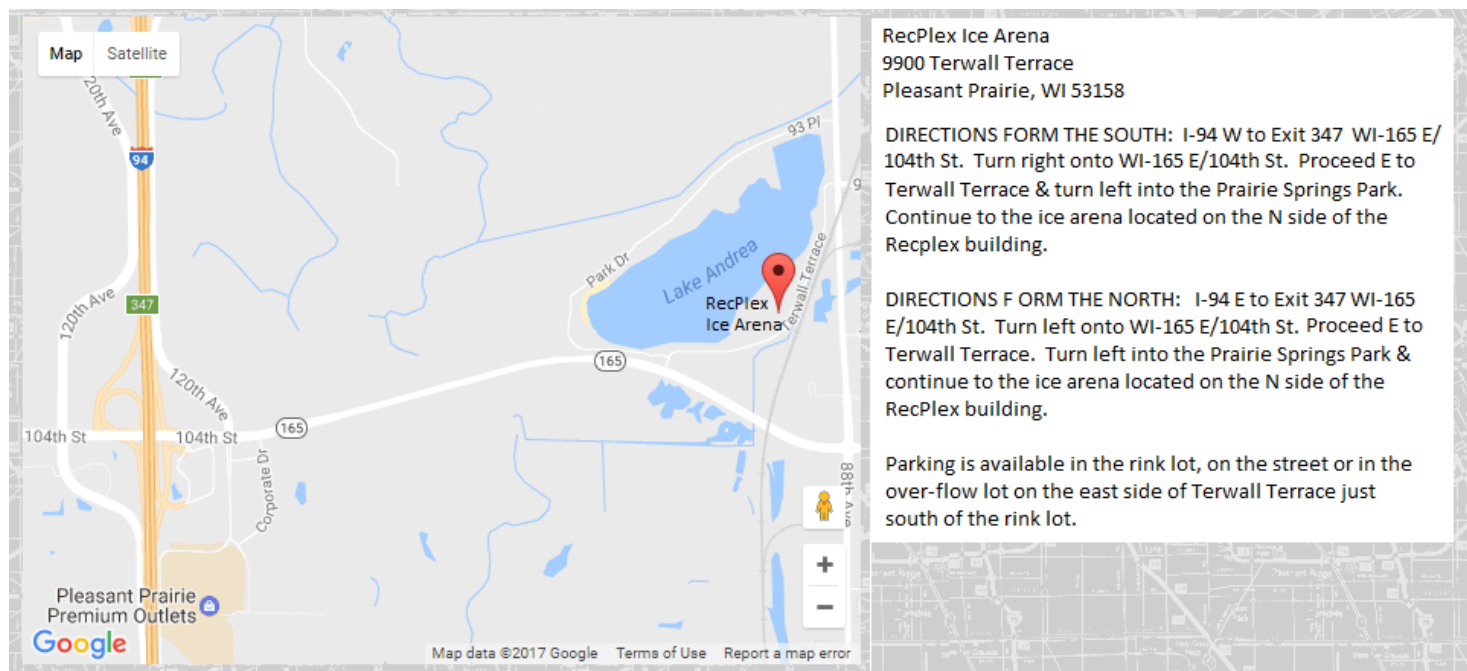 Map Satellite
120th Ave
94
93 Pl
9
Park Dr
Lake Andrea
Terwall Terrace
RecPlex
Ice Arena
347
120th Ave
165
120th Ave
165
104th St
104th St
Corporate Dr
88th Ave
+
−
Pleasant Prairie
Premium Outlets
Google
Map data ©2017 Google Terms of Use Report a map error
RecPlex Ice Arena
9900 Terwall Terrace
Pleasant Prairie, WI 53158
DIRECTIONS FORM THE SOUTH: I-94 W to Exit 347 WI-165 E/
104th St. Turn right onto WI-165 E/104th St. Proceed E to
Terwall Terrace & turn left into the Prairie Springs Park.
Continue to the ice arena located on the N side of the
Recplex building.
DIRECTIONS F ORM THE NORTH: I-94 E to Exit 347 WI-165
E/104th St. Turn left onto WI-165 E/104th St. Proceed E to
Terwall Terrace. Turn left into the Prairie Springs Park &
continue to the ice arena located on the N side of the
RecPlex building.
Parking is available in the rink lot, on the street or in the
over-flow lot on the east side of Terwall Terrace just
south of the rink lot.